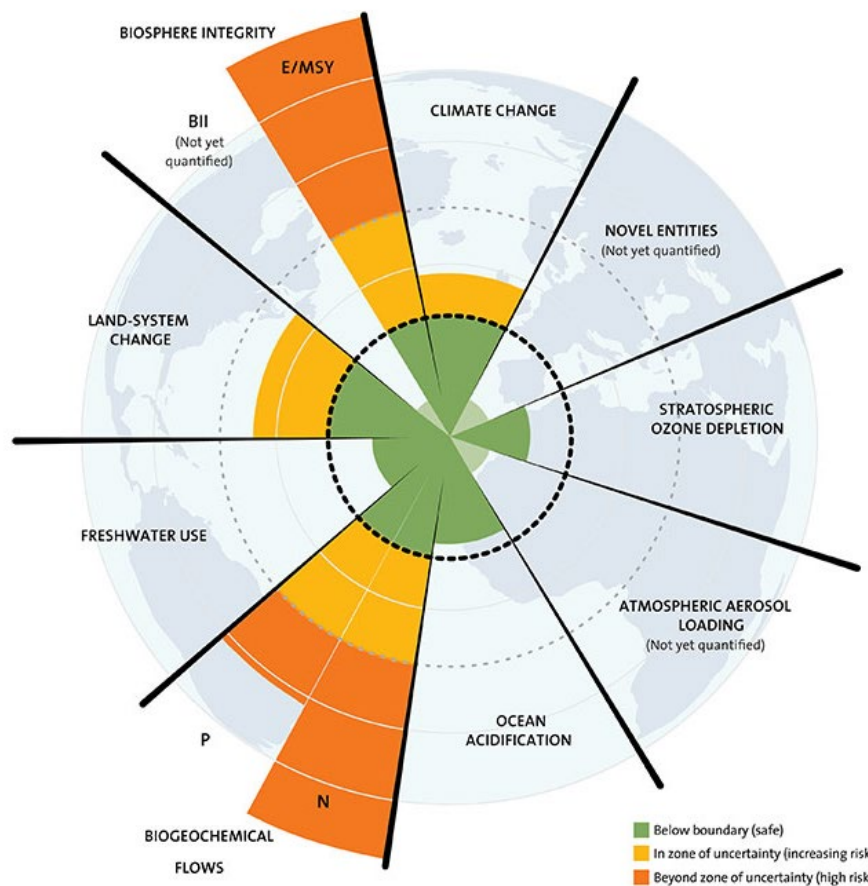 BIOSPHERE INTEGRITY
E/MSY
BII
(Not yet
quantified)
CLIMATE CHANGE
NOVEL ENTITIES
(Not yet quantified)
LAND-SYSTEM
CHANGE
STRATOSPHERIC
OZONE DEPLETION
FRESHWATER USE
ATMOSPHERIC AEROSOL
LOADING
(Not yet quantified)
OCEAN
ACIDIFICATION
P
N
BIOGEOCHEMICAL
FLOWS
Below boundary (safe)
In zone of uncertainty (increasing risk
Beyond zone of uncertainty (high risk